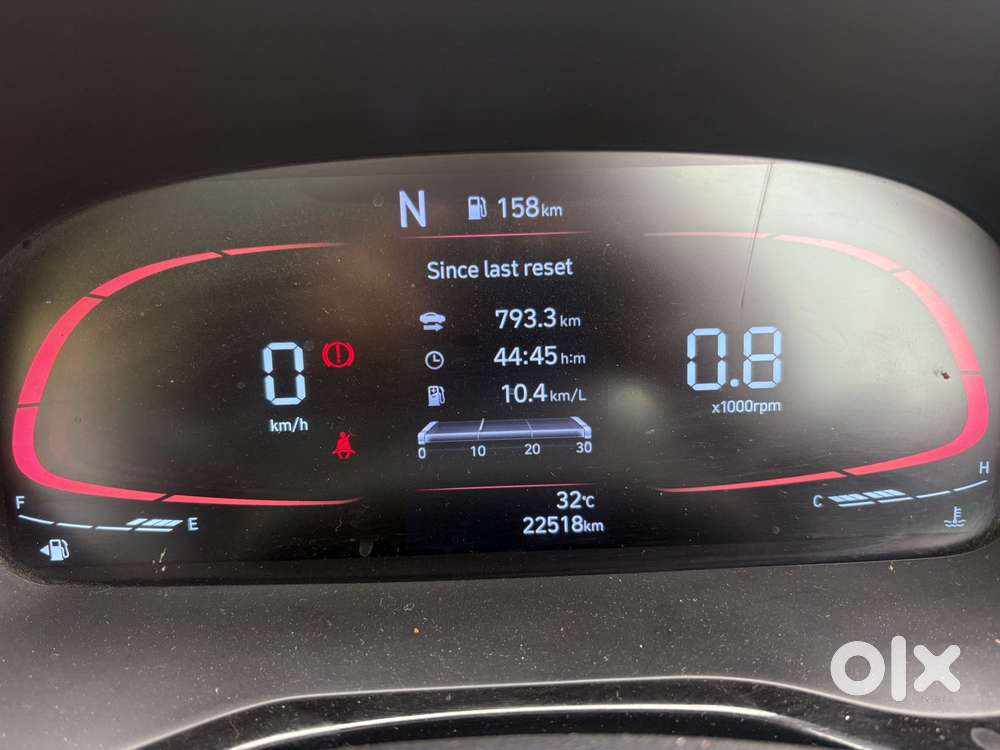 N 158km
Since last reset
793.3 km
44:45 h:m
10.4 km/L
0 10 20 30
0
km/h
0.8
x1000rpm
F E
C H
32°C
22518km
olx